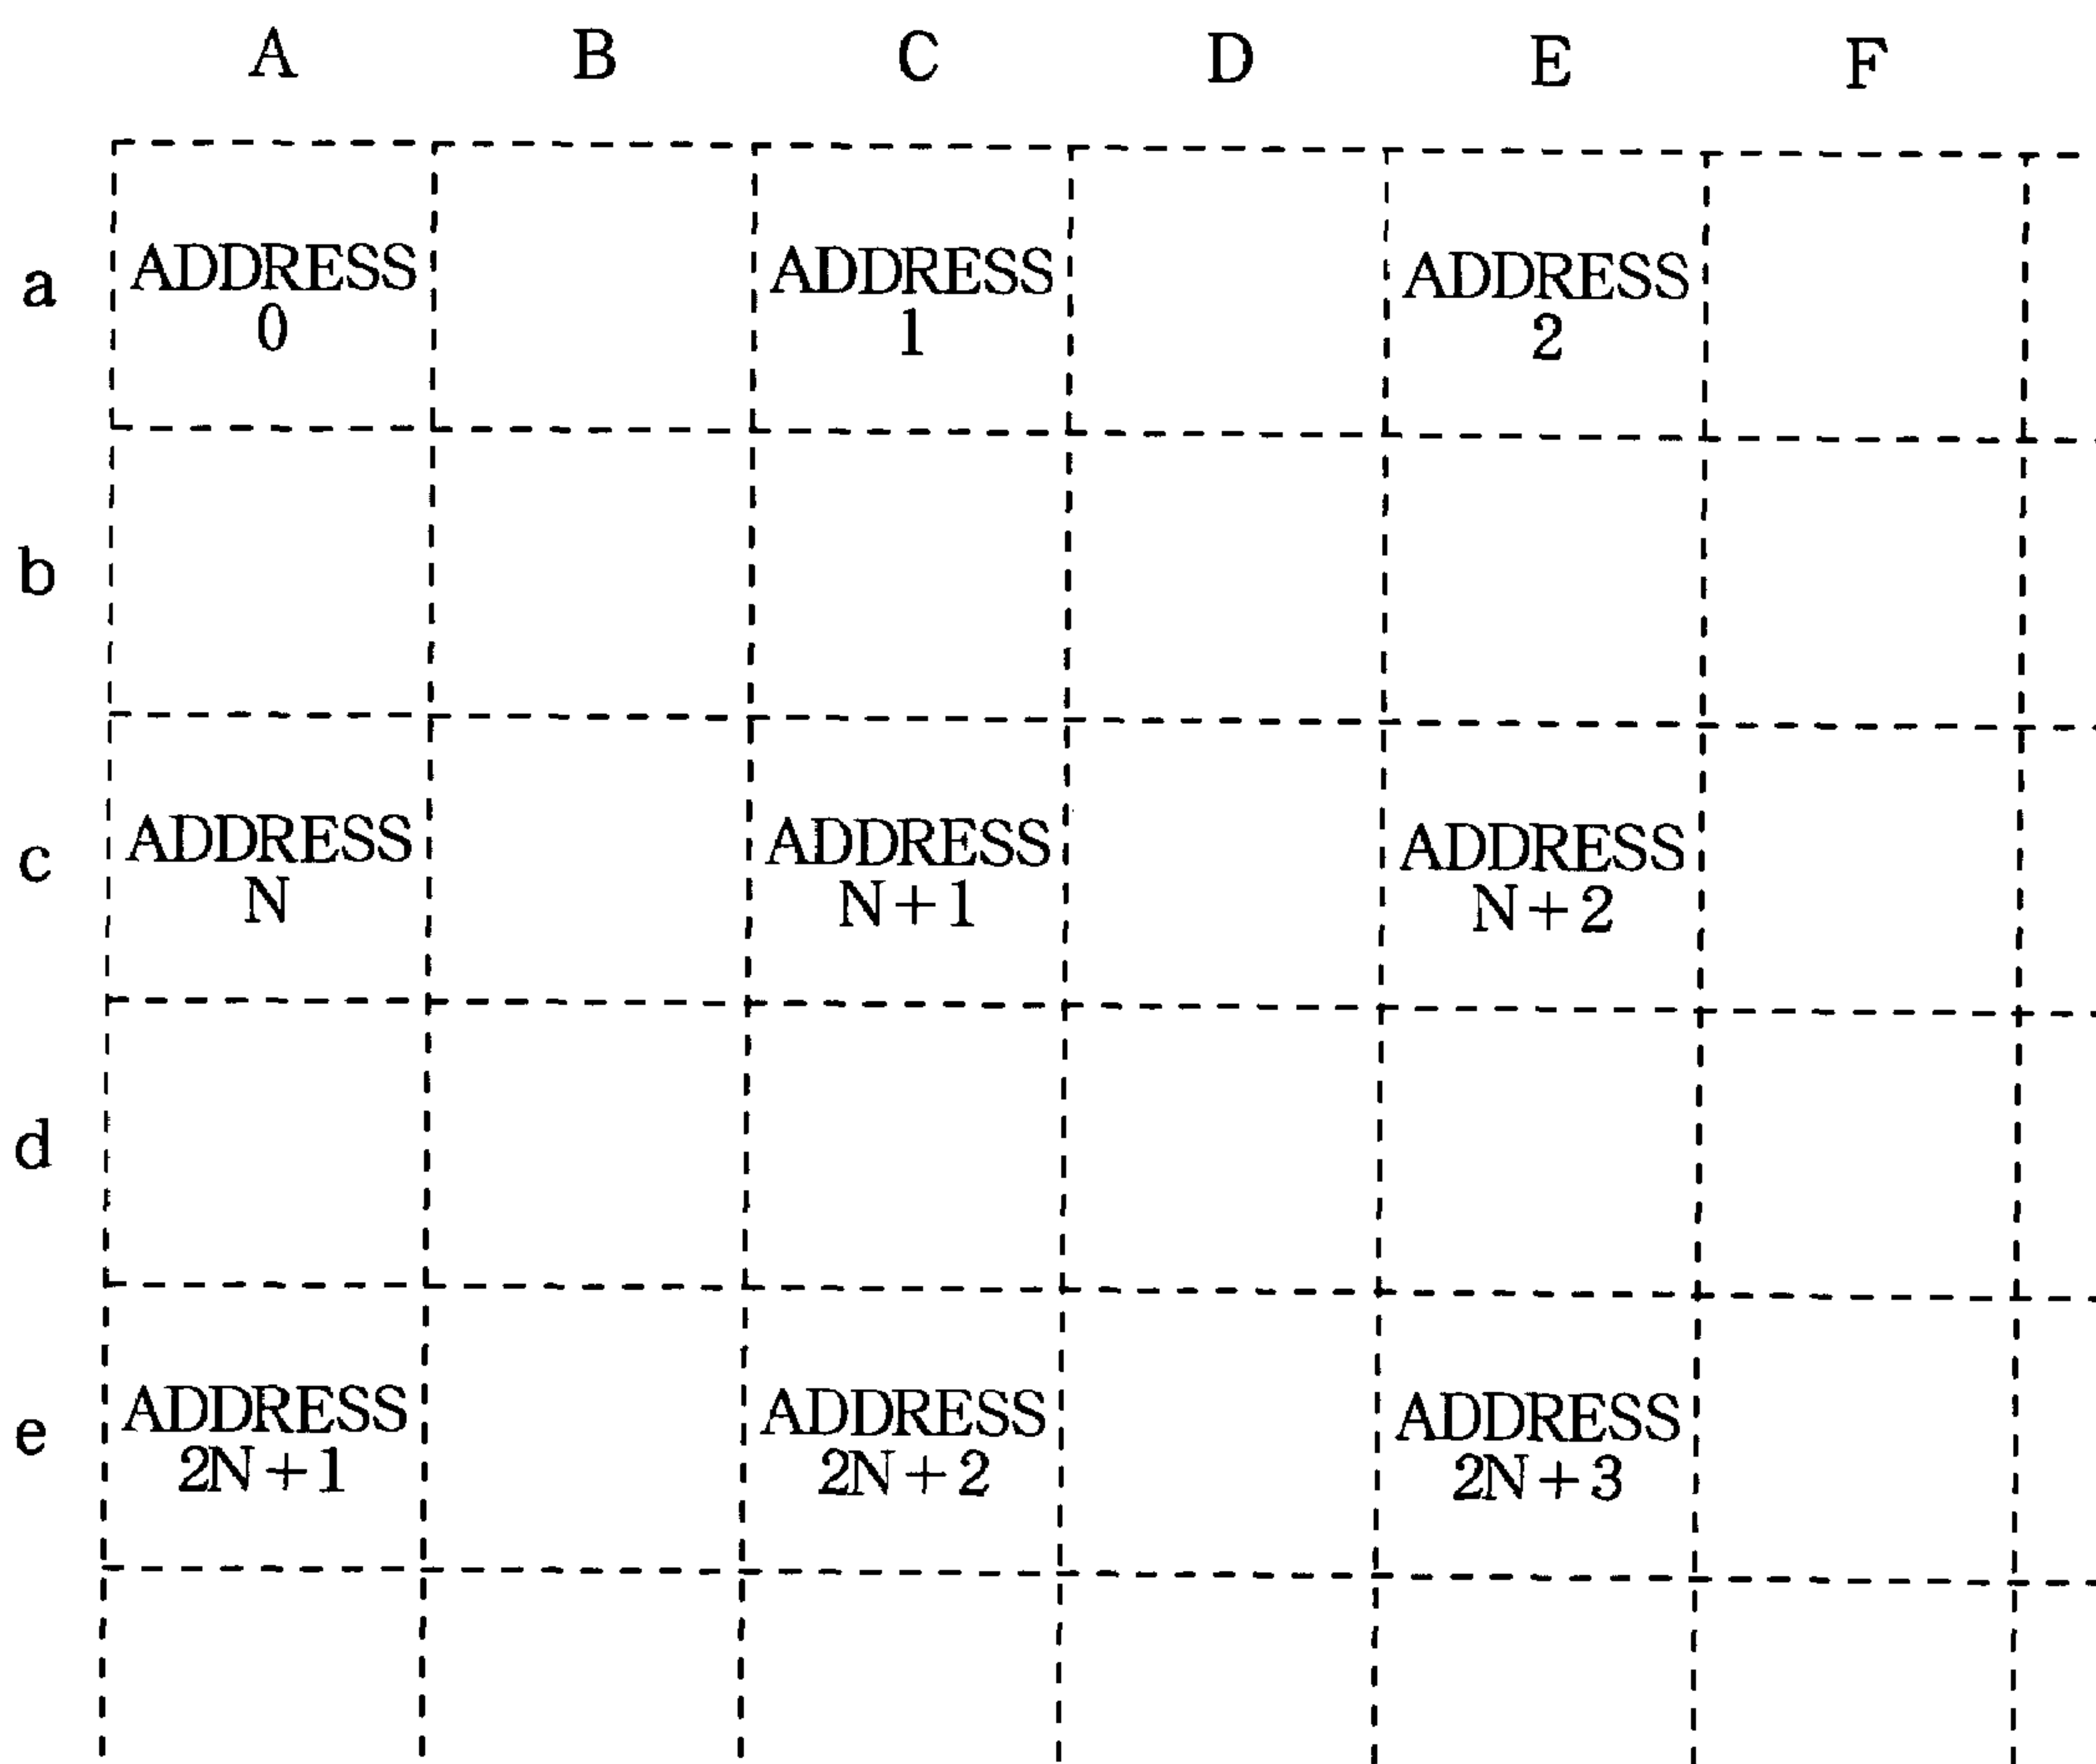 A B C D E F
a
ADDRESS ADDRESS ADDRESS
0 1 2
b
c
ADDRESS ADDRESS ADDRESS
N N+1 N+2
d
e
ADDRESS ADDRESS ADDRESS
2N+1 2N+2 2N+3